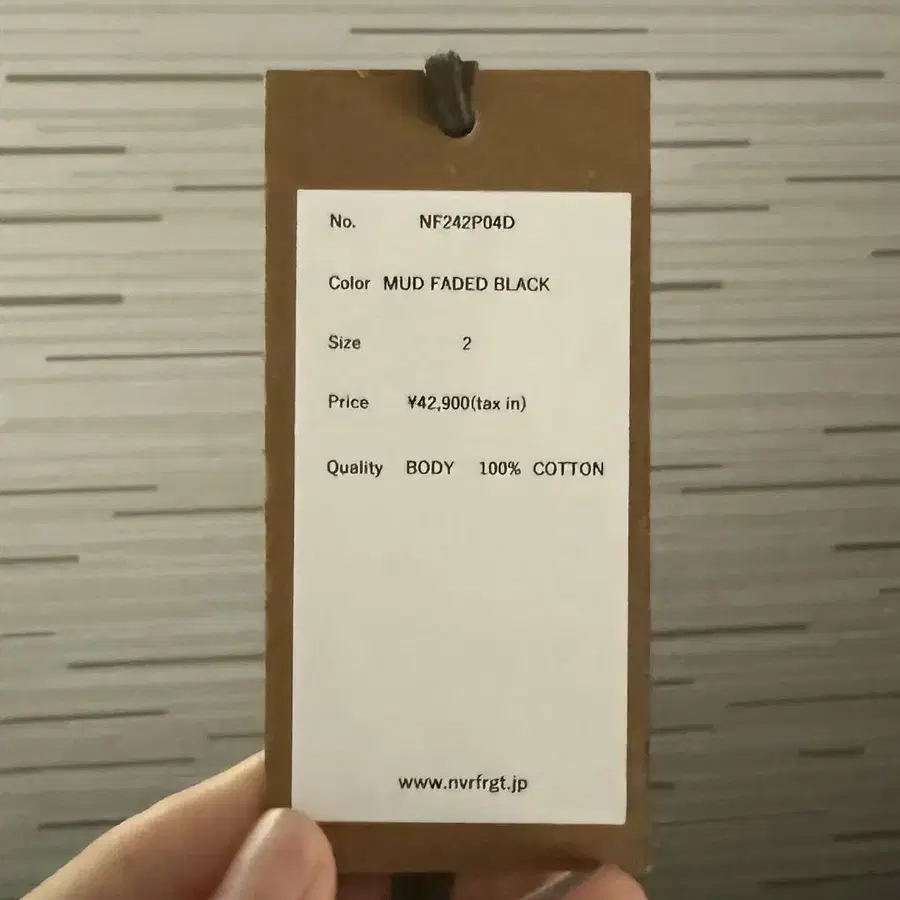 No. NF242P04D
Color MUD FADED BLACK
Size 2
Price ¥42,900(tax in)
Quality BODY 100% COTTON
www.nvrfrgt.jp